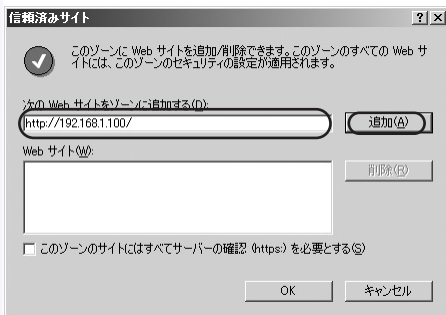 信頼済みサイト
このゾーンに Web サイトを追加/削除できます。このゾーンのすべての Web サ
イトには、このゾーンのセキュリティの設定が適用されます。
次の Web サイトをゾーンに追加する(D):
http://192.168.1.100/
追加(A)
Web サイト(W):
削除(R)
このゾーンのサイトにはすべてサーバーの確認 (https:) を必要とする(S)
OK
キャンセル